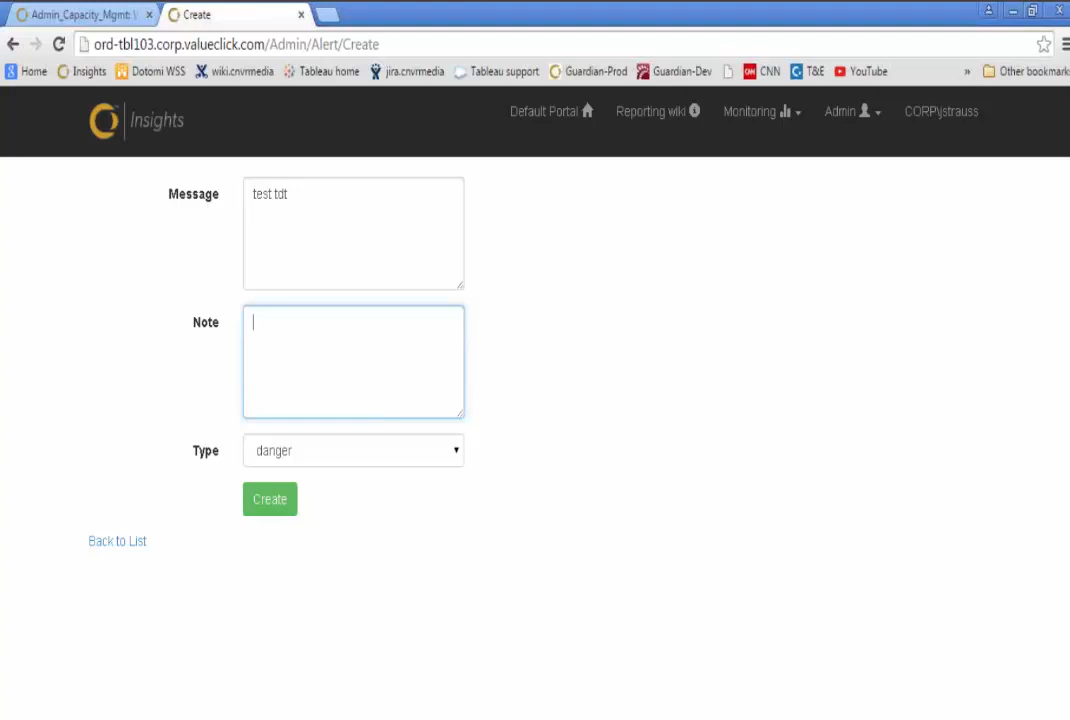 Admin_Capacity_Mgmt: V Create
ord-tbl103.corp.valueclick.com/Admin/Alert/Create
Home Insights Dotomi WSS wiki.cnvrmedia Tableau home jira.cnvrmedia Tableau support Guardian-Prod Guardian-Dev CNN T&E YouTube » Other bookmark
Insights Default Portal Reporting wiki Monitoring Admin CORP\jstrauss
Message test tdt
Note
Type danger
Create
Back to List